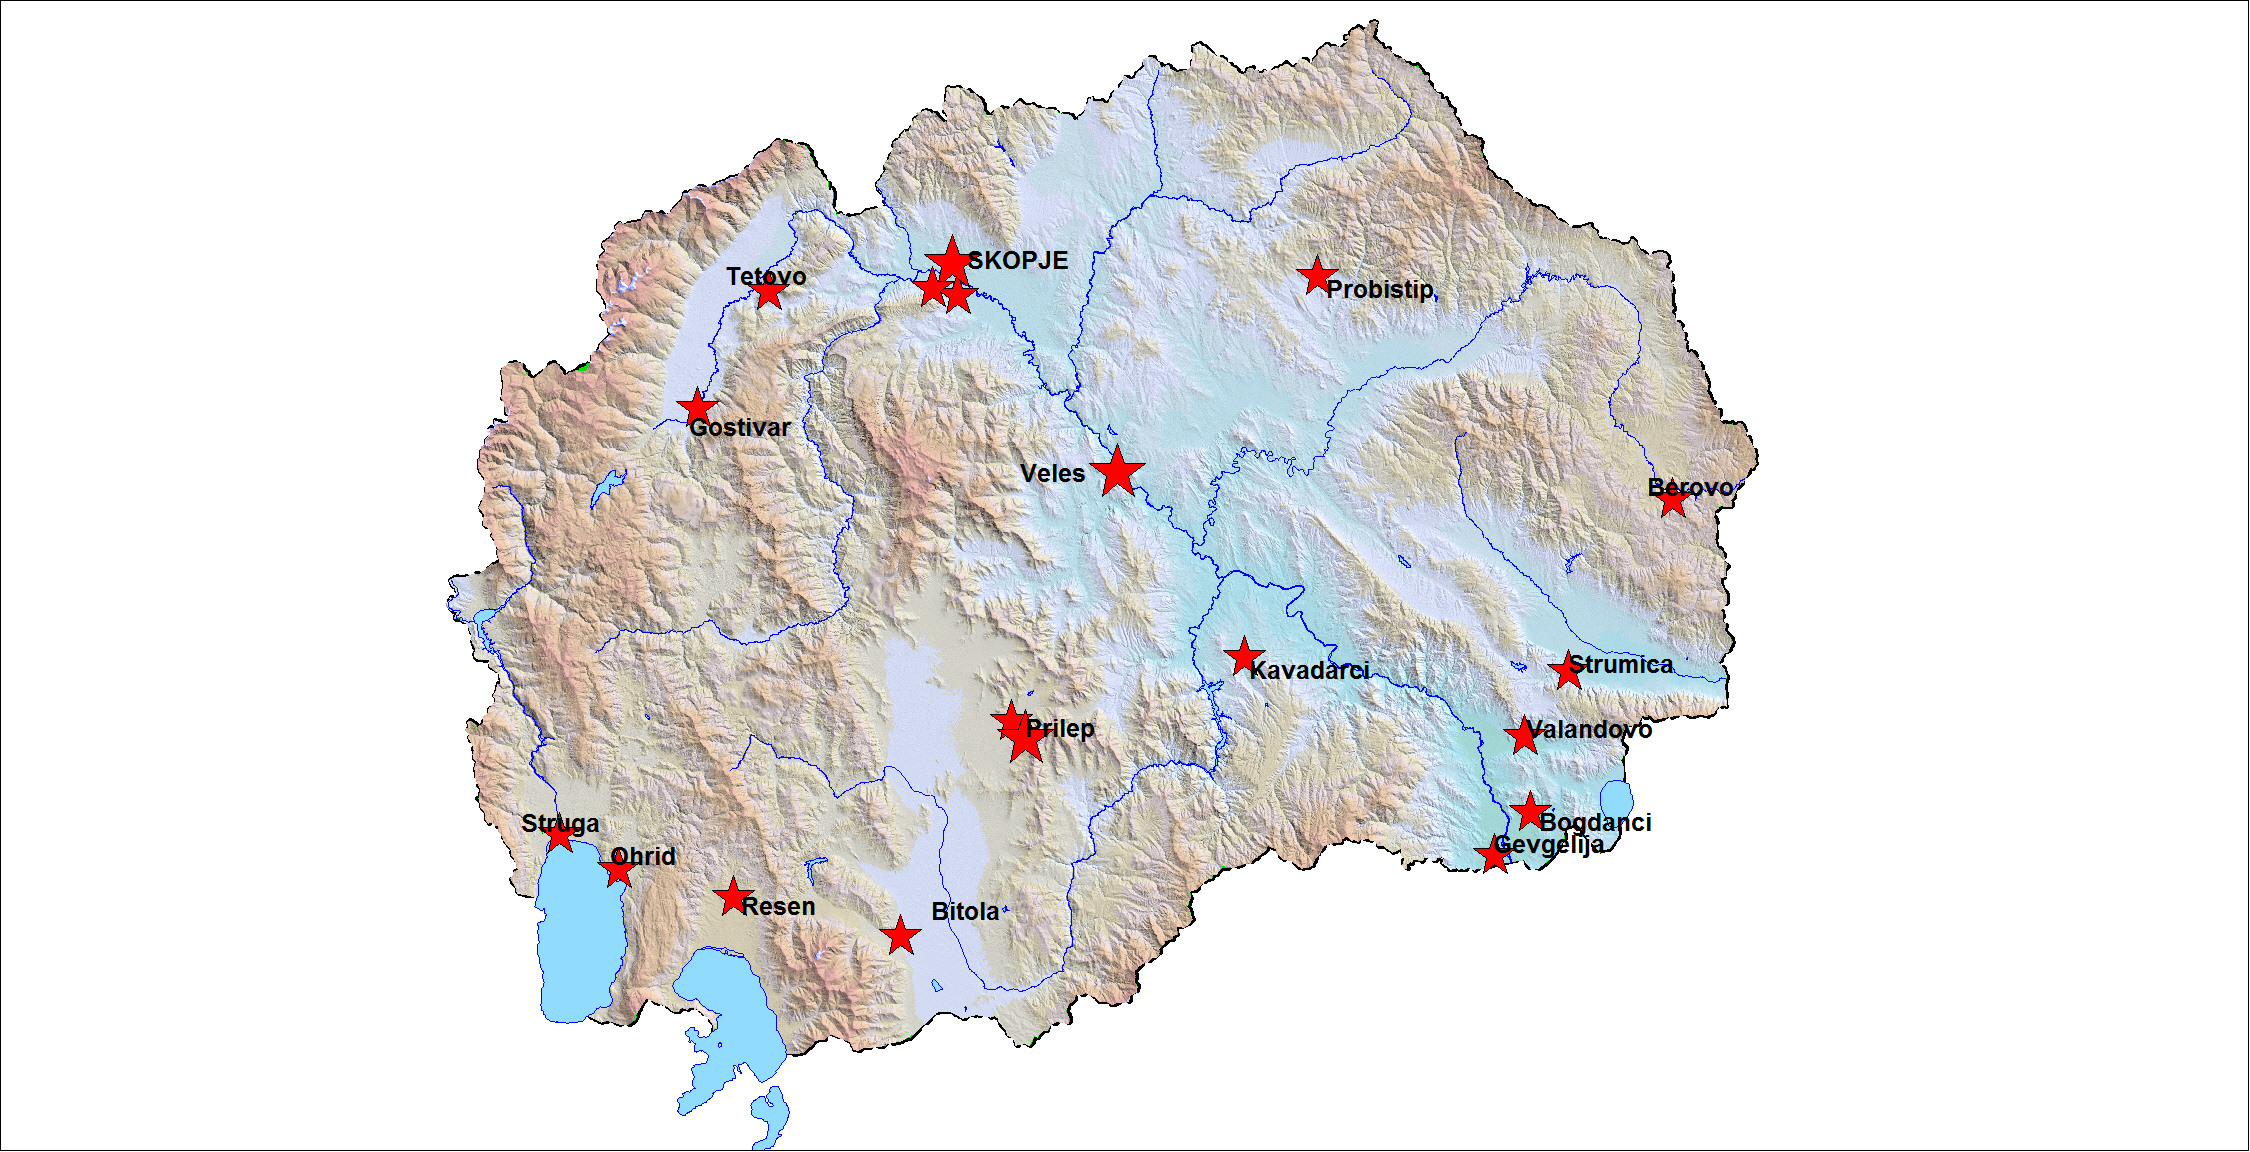 SKOPJE
Tetovo
Probistip
Gostivar
Veles
Berovo
Strumica
Kavadarci
Prilep
Valandovo
Struga
Bogdanci
Gevgelija
Ohrid
Resen
Bitola